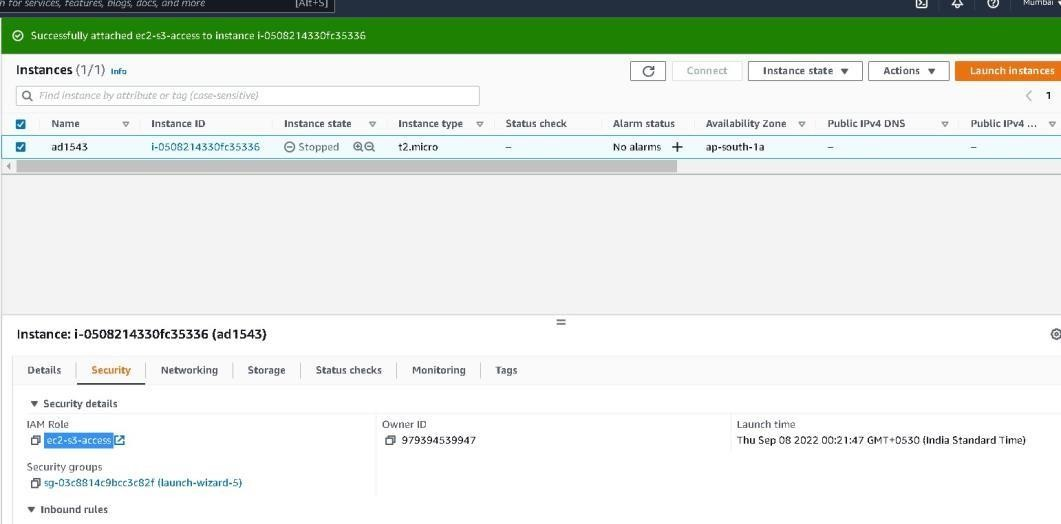 n for services, features, blogs, docs, and more [Alt+S] Mumbai
Successfully attached ec2-s3-access to instance i-0508214330fc35336
Instances (1/1) Info Connect Instance state Actions Launch instances
Find instance by attribute or tag (case-sensitive) 1
Name Instance ID Instance state Instance type Status check Alarm status Availability Zone Public IPv4 DNS Public IPv4 ...
ad1543 i-0508214330fc35336 Stopped t2.micro – No alarms + ap-south-1a – –
Instance: i-0508214330fc35336 (ad1543)
Details Security Networking Storage Status checks Monitoring Tags
Security details
IAM Role Owner ID Launch time
ec2-s3-access 979394539947 Thu Sep 08 2022 00:21:47 GMT+0530 (India Standard Time)
Security groups
sg-03c8814c9bcc3c82f (launch-wizard-5)
Inbound rules